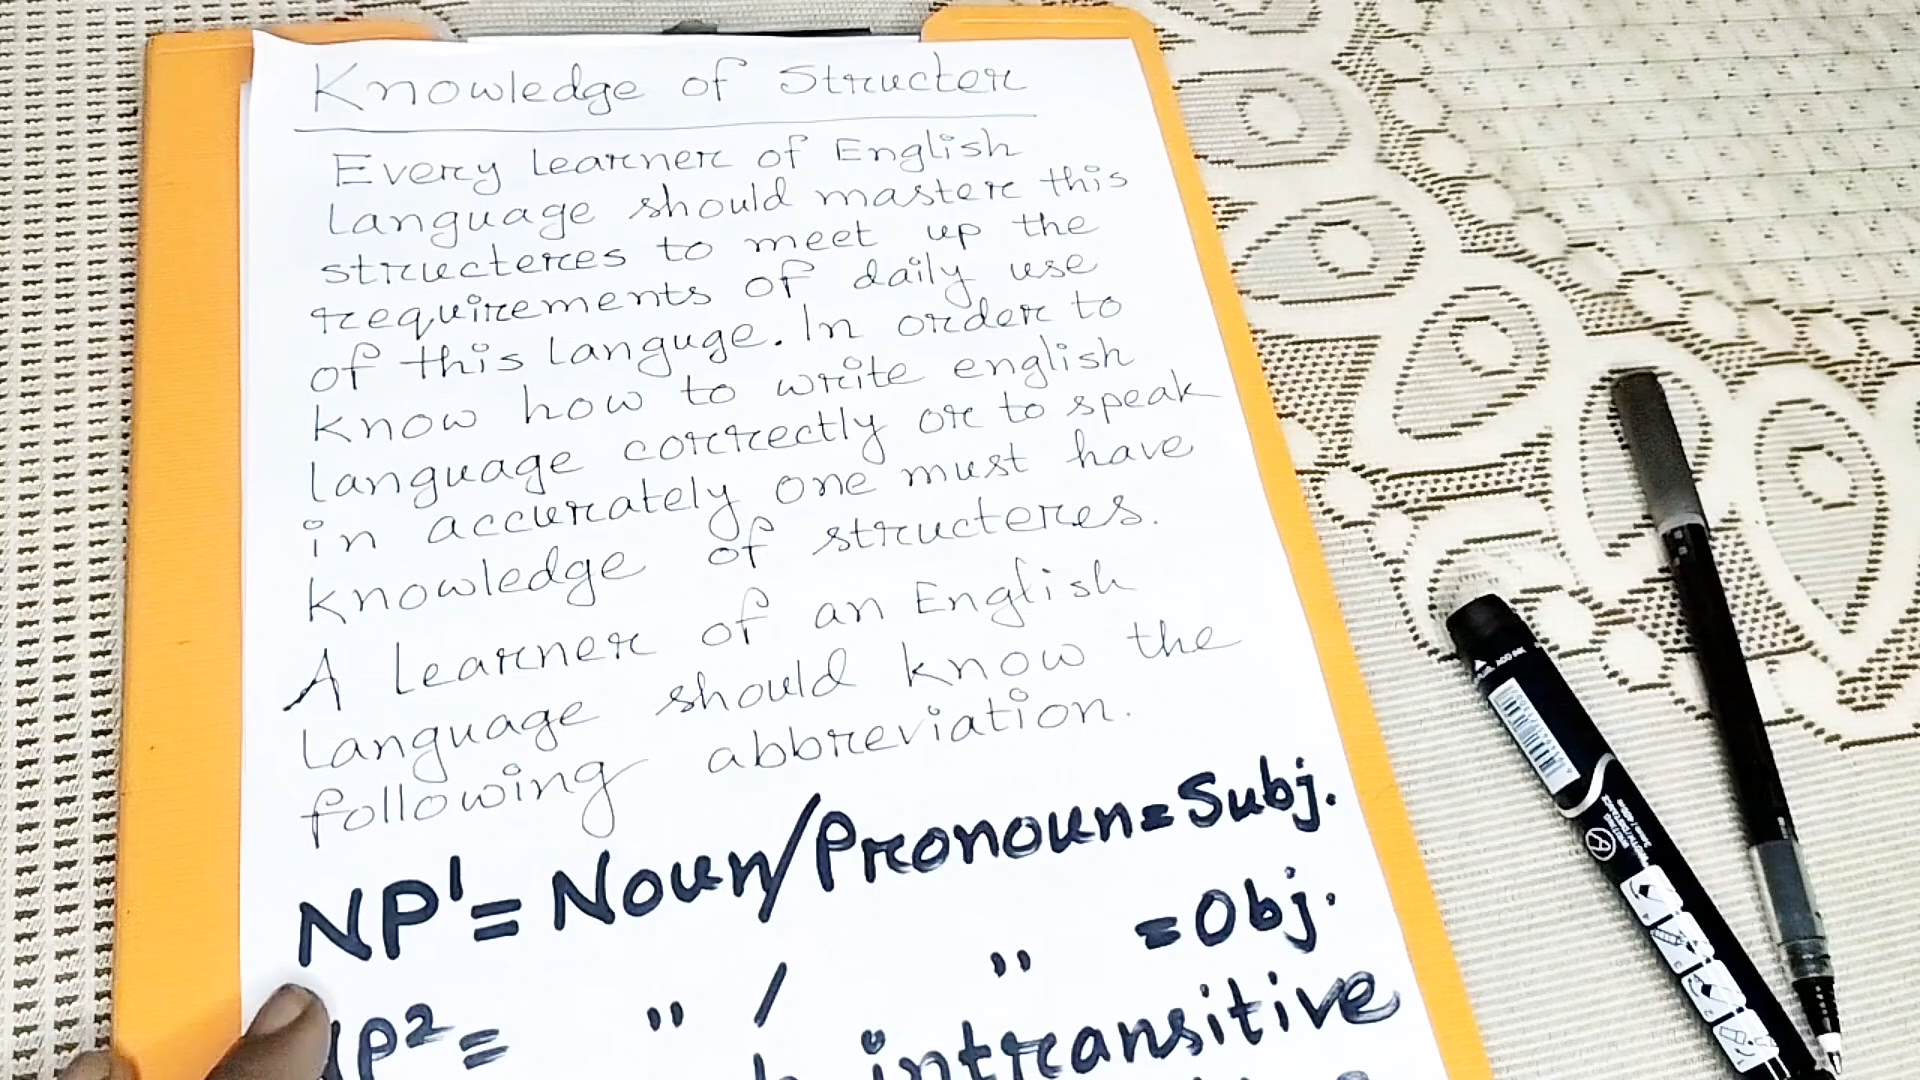 Knowledge of Structer
Every learner of English
language should master this
structeres to meet up the
requirements of daily use
of this languge. In order to
know how to write english
language correctly or to speak
in accurately one must have
knowledge of structeres.
A learner of an English
language should know the
following abbreviation.
NP¹= Noun/Pronoun=Subj.
NP²= " / " =Obj.
intransitive